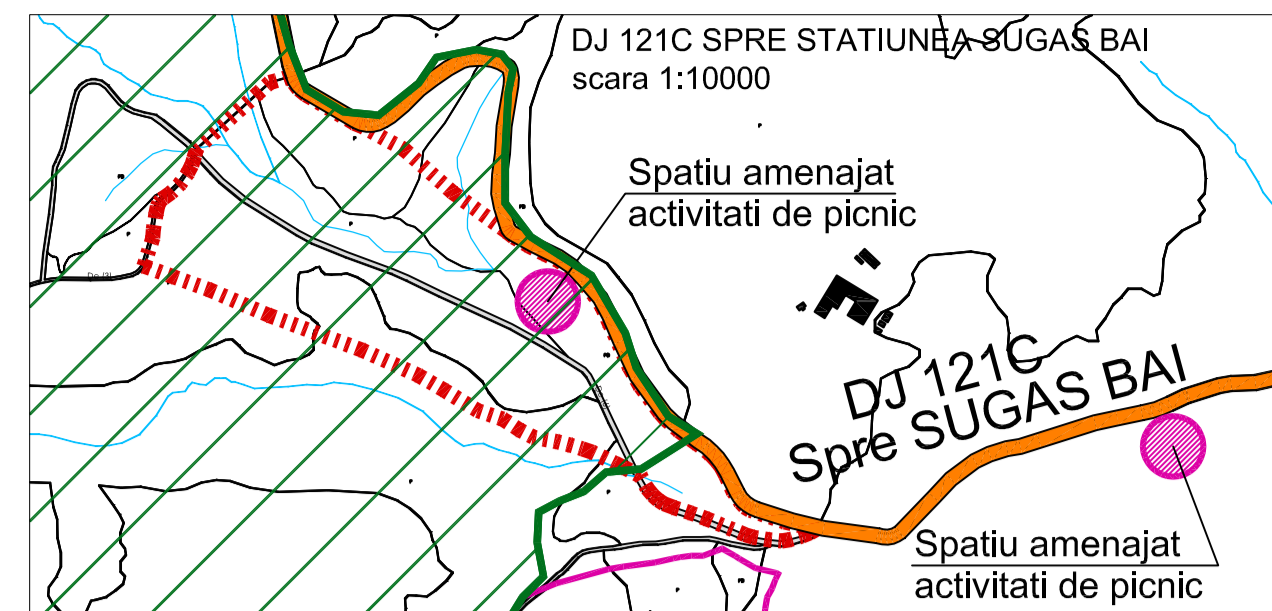 DJ 121C SPRE STATIUNEA SUGAS BAI
scara 1:10000
Spatiu amenajat
activitati de picnic
DJ 121C
Spre SUGAS BAI
Spatiu amenajat
activitati de picnic